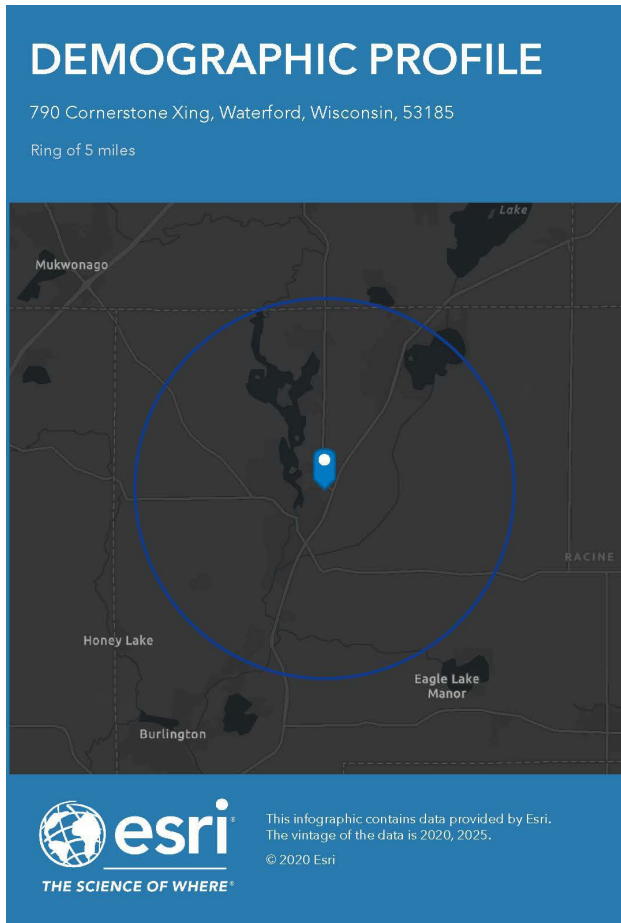 DEMOGRAPHIC PROFILE
790 Cornerstone Xing, Waterford, Wisconsin, 53185
Ring of 5 miles
Lake
Mukwonago
RACINE
Honey Lake
Eagle Lake
Manor
Burlington
esri®
THE SCIENCE OF WHERE®
This infographic contains data provided by Esri.
The vintage of the data is 2020, 2025.
© 2020 Esri